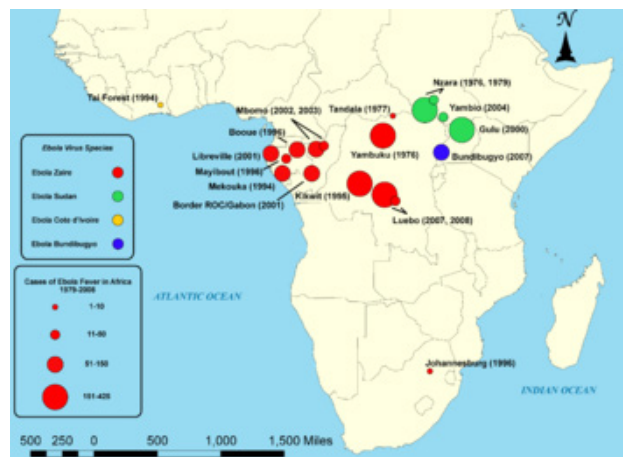 N
Nzara (1976, 1979)
Tai Forest (1994)
Mbomo (2002, 2003)
Tandala (1977)
Yambio (2004)
Booue (1996)
Gulu (2000)
Ebola Virus Species
Libreville (2001)
Yambuku (1976)
Bundibugyo (2007)
Ebola Zaire
Mayibout (1996)
Mekouka (1994)
Ebola Sudan
Kikwit (1995)
Border ROC/Gabon (2001)
Ebola Cote d'Ivoire
Luebo (2007, 2008)
Ebola Bundibugyo
Cases of Ebola Fever in Africa
1979-2008
ATLANTIC OCEAN
1-10
11-50
51-150
151-425
Johannesburg (1996)
INDIAN OCEAN
500 250 0 500 1,000 1,500 Miles